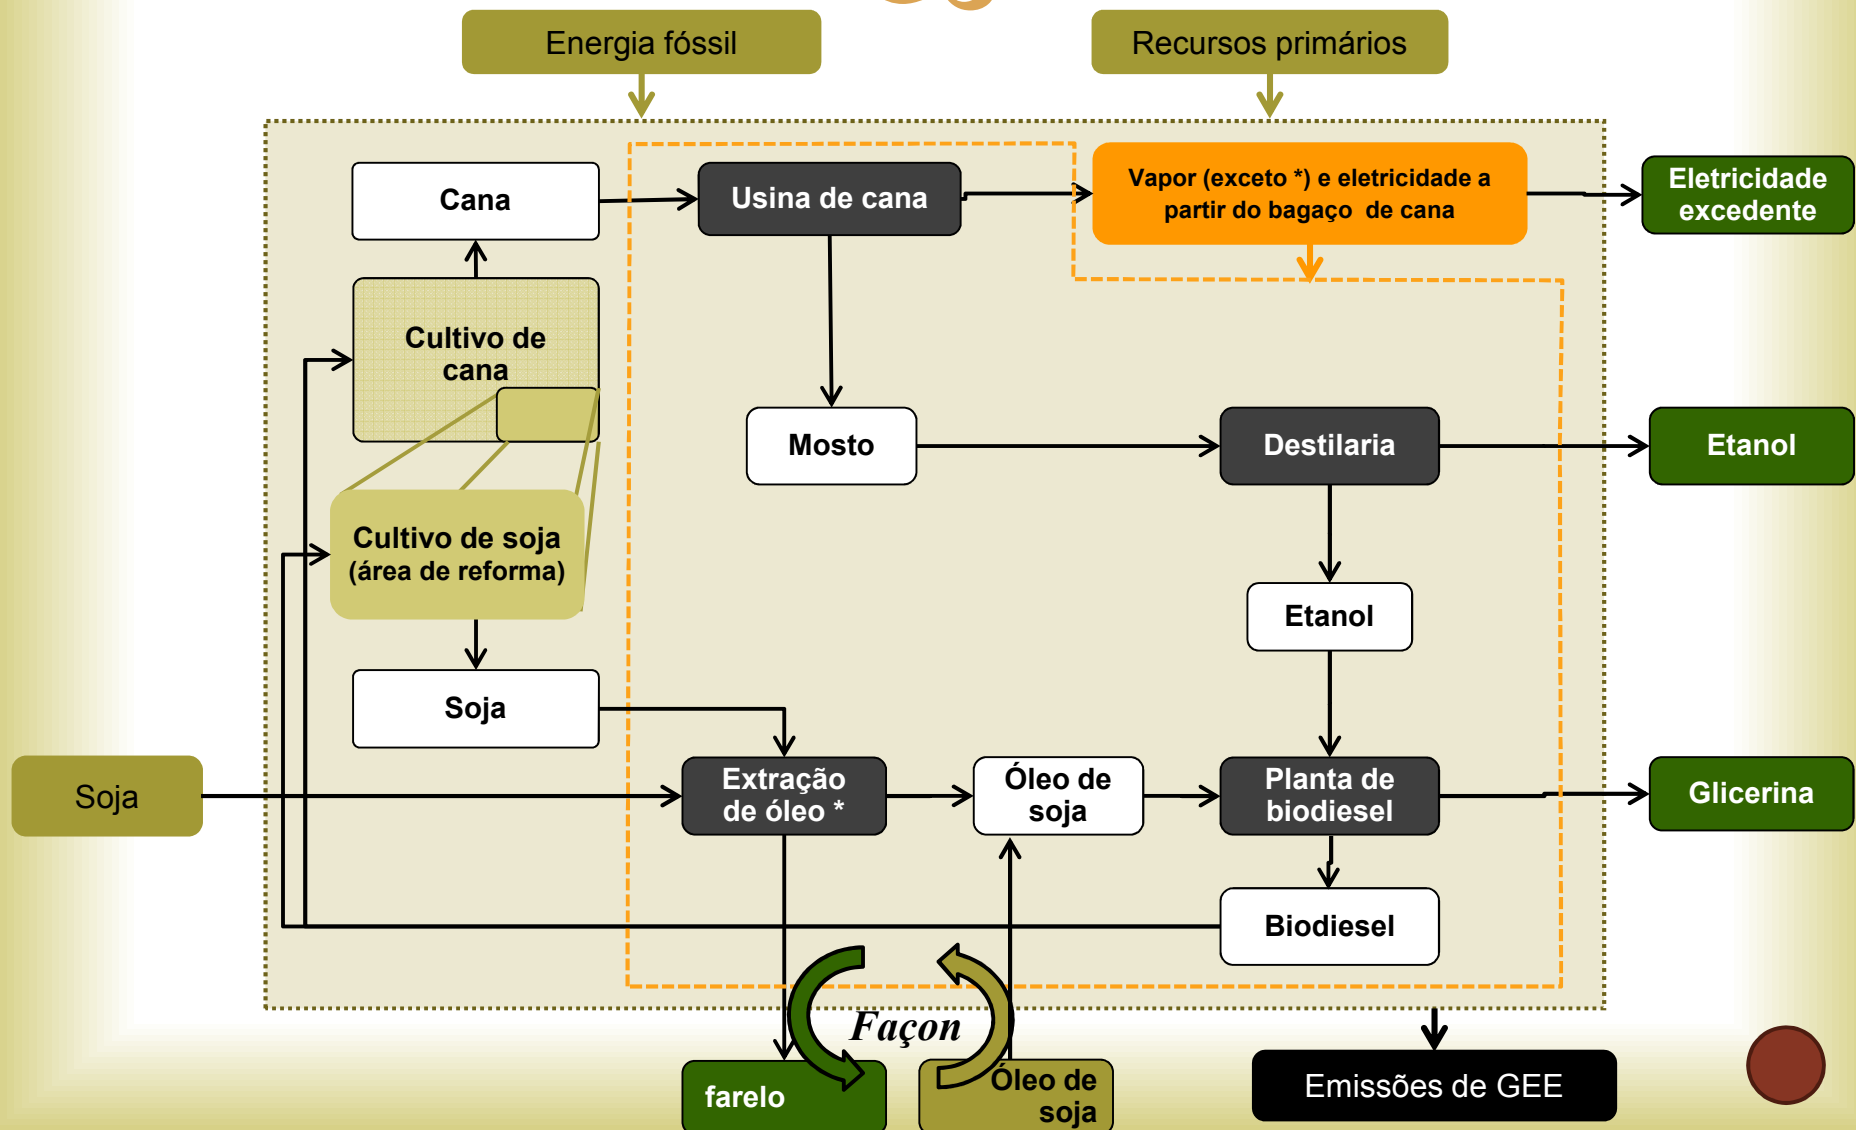 Energia fóssil
Recursos primários
Cana
Usina de cana
Vapor (exceto *) e eletricidade a
partir do bagaço de cana
Eletricidade
excedente
Cultivo de
cana
Mosto
Destilaria
Etanol
Cultivo de soja
(área de reforma)
Etanol
Soja
Soja
Extração
de óleo *
Óleo de
soja
Planta de
biodiesel
Glicerina
Biodiesel
Façon
farelo
Óleo de
soja
Emissões de GEE